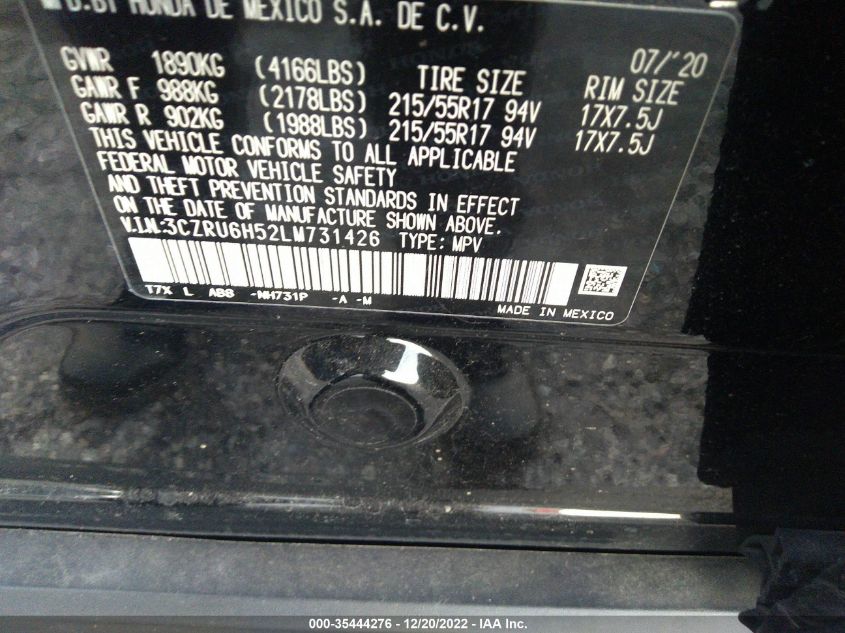 MFD.BY HONDA DE MEXICO S.A. DE C.V.
07/'20
GVWR 1890KG (4166LBS) TIRE SIZE RIM SIZE
GAWR F 988KG (2178LBS) 215/55R17 94V 17X7.5J
GAWR R 902KG (1988LBS) 215/55R17 94V 17X7.5J
THIS VEHICLE CONFORMS TO ALL APPLICABLE
FEDERAL MOTOR VEHICLE SAFETY
AND THEFT PREVENTION STANDARDS IN EFFECT
ON THE DATE OF MANUFACTURE SHOWN ABOVE.
V.I.N.:3CZRU6H52LM731426 TYPE: MPV
T7X L AB8 -NH731P -A -M
MADE IN MEXICO
000-35444276 - 12/20/2022 - IAA Inc.